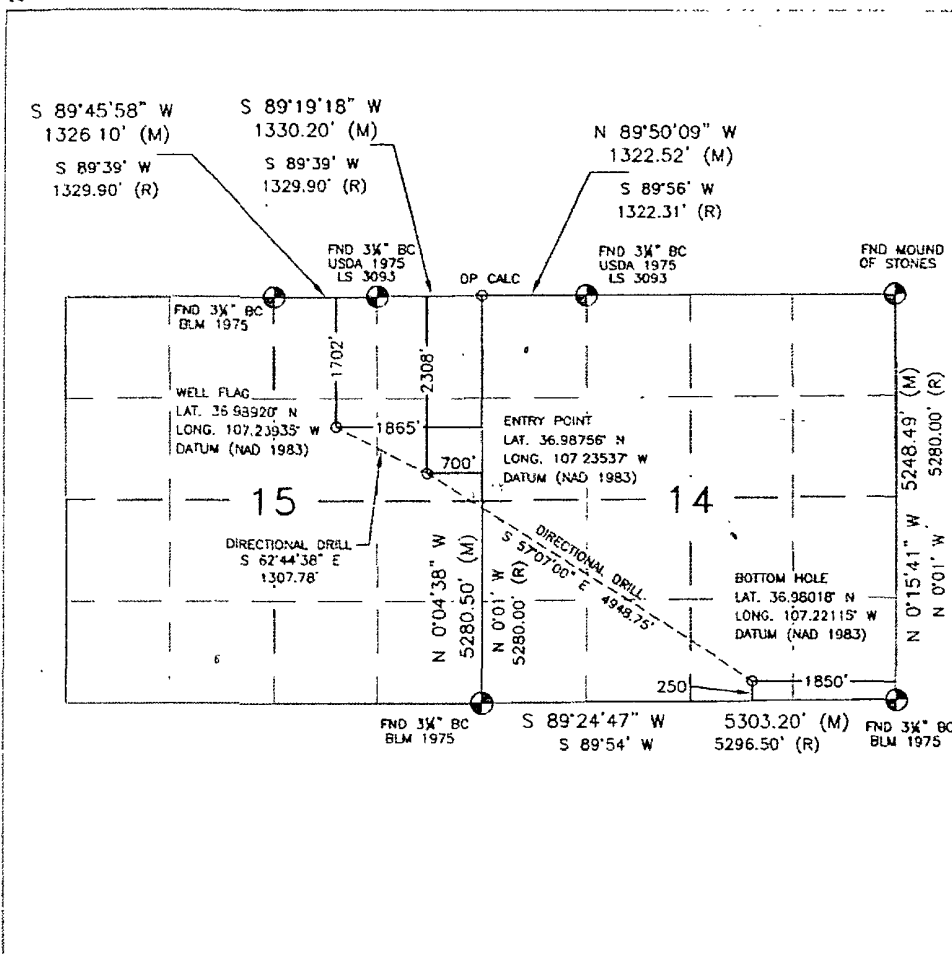 S 89°45'58" W
1326 10' (M)
S 89°39' W
1329.90' (R)
S 89°19'18" W
1330.20' (M)
S 89°39' W
1329.90' (R)
N 89°50'09" W
1322.52' (M)
S 89°56' W
1322.31' (R)
FND 3¼" BC
BLM 1975
FND 3¼" BC
USDA 1975
LS 3093
DP CALC
FND 3¼" BC
USDA 1975
LS 3093
FND MOUND
OF STONES
1702'
2308'
WELL FLAG
LAT. 36.98920° N
LONG. 107.23935° W
DATUM (NAD 1983)
1865'
700'
ENTRY POINT
LAT. 36.98756° N
LONG. 107 23537° W
DATUM (NAD 1983)
15
14
DIRECTIONAL DRILL
S 62°44'38" E
1307.78'
DIRECTIONAL DRILL
S 57°07'00" E 4948.75'
N 0°04'38" W
5280.50' (M)
N 0°01' W
5280.00' (R)
BOTTOM HOLE
LAT. 36.98018° N
LONG. 107.22115° W
DATUM (NAD 1983)
N 0°15'41" W 5248.49' (M)
N 0°01' W 5280.00' (R)
250
1850'
FND 3¼" BC
BLM 1975
S 89°24'47" W 5303.20' (M)
S 89°54' W 5296.50' (R)
FND 3¼" BC
BLM 1975